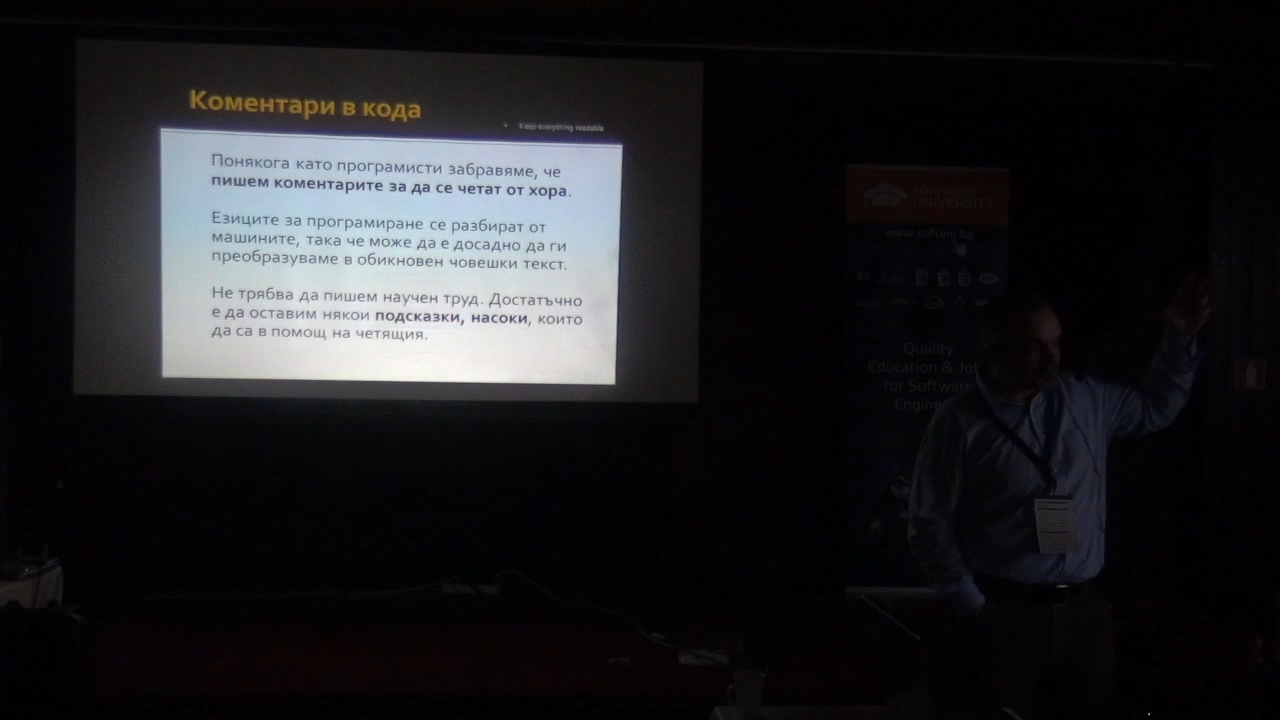 Коментари в кода
Keep everything readable
Понякога като програмисти забравяме, че
пишем коментарите за да се четат от хора.
Езиците за програмиране се разбират от
машините, така че може да е досадно да ги
преобразуваме в обикновен човешки текст.
Не трябва да пишем научен труд. Достатъчно
е да оставим някои подсказки, насоки, които
да са в помощ на четящия.
SOFTWARE
UNIVERSITY
www.softuni.bg
Quality
Education & Job
for Software